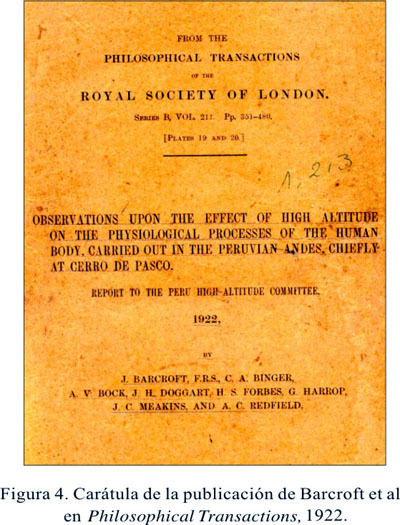 FROM THE
PHILOSOPHICAL TRANSACTIONS
OF THE
ROYAL SOCIETY OF LONDON.
SERIES B, VOL. 211. Pp. 351–480.
[PLATES 19 AND 20.]
1, 213
OBSERVATIONS UPON THE EFFECT OF HIGH ALTITUDE
ON THE PHYSIOLOGICAL PROCESSES OF THE HUMAN
BODY, CARRIED OUT IN THE PERUVIAN ANDES, CHIEFLY
AT CERRO DE PASCO.
REPORT TO THE PERU HIGH-ALTITUDE COMMITTEE.
1922.
BY
J. BARCROFT, F.R.S., C. A. BINGER,
A. V. BOCK, J. H. DOGGART, H. S. FORBES, G. HARROP,
J. C. MEAKINS, AND A. C. REDFIELD.
Figura 4. Carátula de la publicación de Barcroft et al
en Philosophical Transactions, 1922.